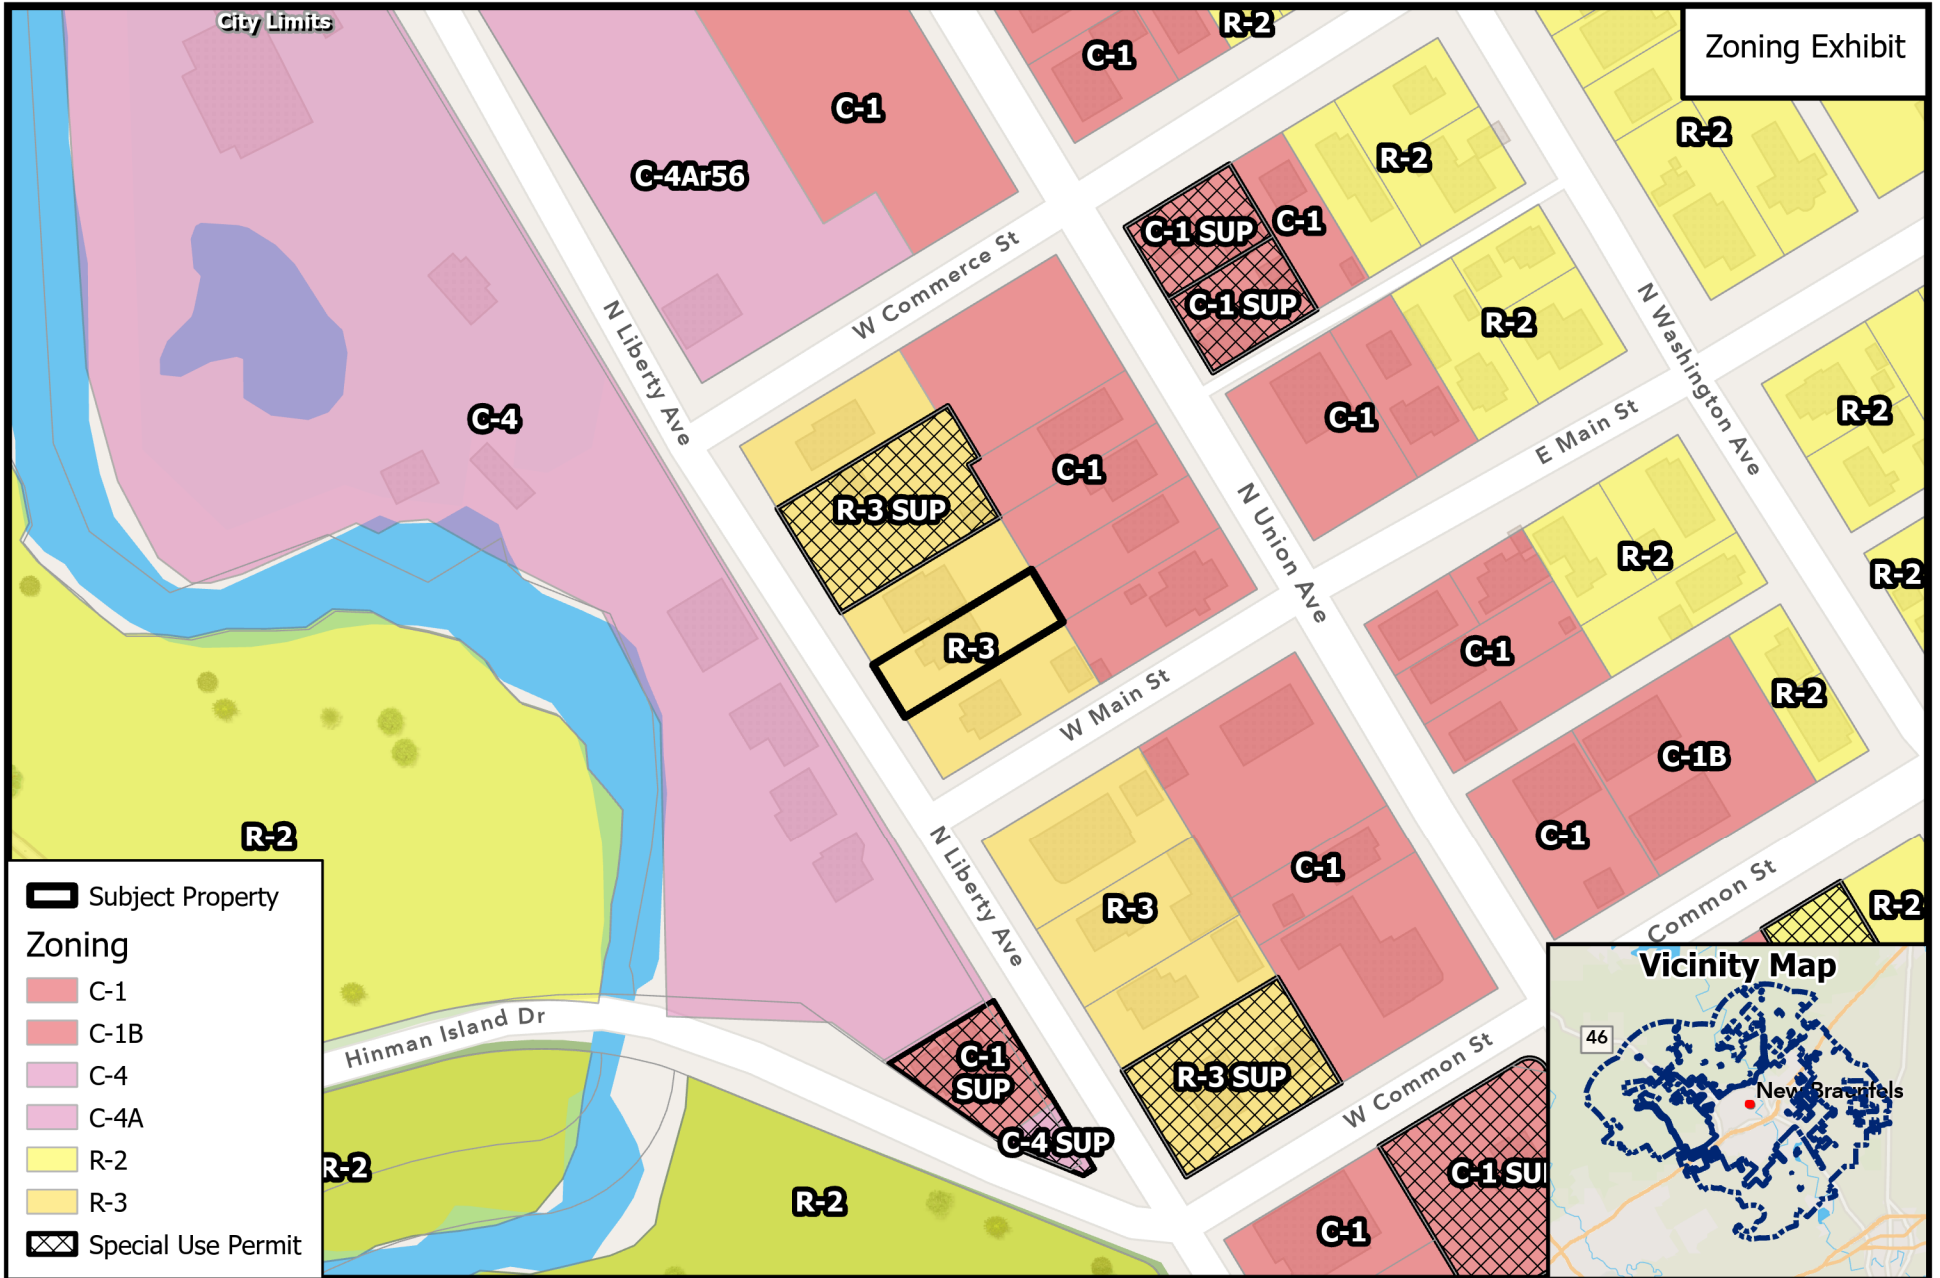 City Limits
Zoning Exhibit
R-2
C-1
C-1
R-2
R-2
C-4Ar56
C-1 SUP
C-1
C-1 SUP
W Commerce St
N Liberty Ave
N Washington Ave
R-2
C-4
C-1
R-2
E Main St
C-1
R-3 SUP
N Union Ave
R-2
R-2
R-3
C-1
W Main St
R-2
C-1B
R-2
C-1
N Liberty Ave
C-1
R-3
Common St
R-2
Hinman Island Dr
C-1
SUP
R-3 SUP
W Common St
C-4 SUP
R-2
R-2
C-1 SUP
C-1
Subject Property
Zoning
C-1
C-1B
C-4
C-4A
R-2
R-3
Special Use Permit
Vicinity Map
46
New Braunfels